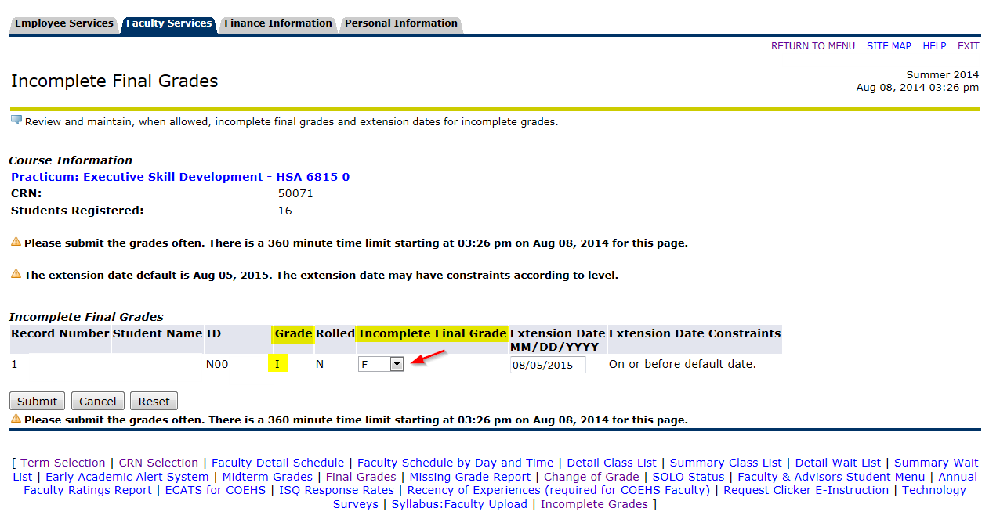 Employee Services Faculty Services Finance Information Personal Information
RETURN TO MENU SITE MAP HELP EXIT
Incomplete Final Grades
Summer 2014
Aug 08, 2014 03:26 pm
Review and maintain, when allowed, incomplete final grades and extension dates for incomplete grades.
Course Information
Practicum: Executive Skill Development - HSA 6815 0
CRN: 50071
Students Registered: 16
Please submit the grades often. There is a 360 minute time limit starting at 03:26 pm on Aug 08, 2014 for this page.
The extension date default is Aug 05, 2015. The extension date may have constraints according to level.
Incomplete Final Grades
Record Number Student Name ID Grade Rolled Incomplete Final Grade Extension Date Extension Date Constraints
MM/DD/YYYY
1 N00 I N F 08/05/2015 On or before default date.
Submit Cancel Reset
Please submit the grades often. There is a 360 minute time limit starting at 03:26 pm on Aug 08, 2014 for this page.
[ Term Selection | CRN Selection | Faculty Detail Schedule | Faculty Schedule by Day and Time | Detail Class List | Summary Class List | Detail Wait List | Summary Wait
List | Early Academic Alert System | Midterm Grades | Final Grades | Missing Grade Report | Change of Grade | SOLO Status | Faculty & Advisors Student Menu | Annual
Faculty Ratings Report | ECATS for COEHS | ISQ Response Rates | Recency of Experiences (required for COEHS Faculty) | Request Clicker E-Instruction | Technology
Surveys | Syllabus:Faculty Upload | Incomplete Grades ]